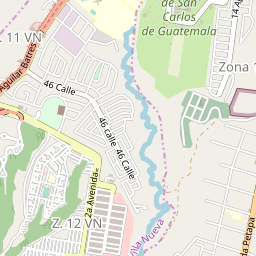 de San
Carlos
de Guatemala
14 A
Z. 11 VN
Aguilar Batres
46 Calle
Zona 1
46 calle
46 Calle
2a Avenida
Z. 12 VN
Villa Nueva
da Petapa